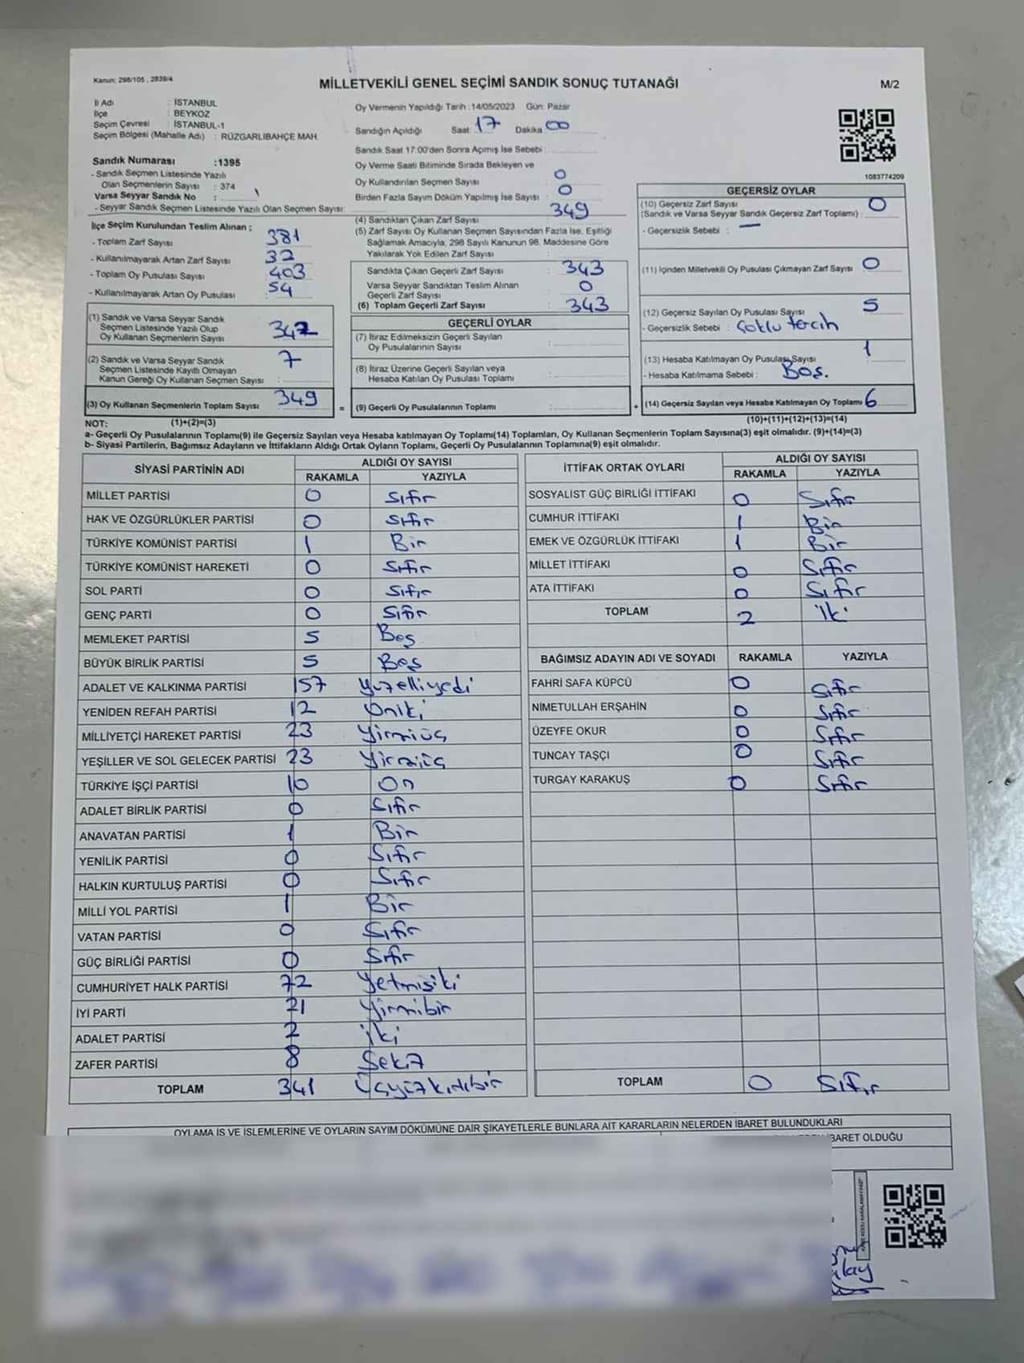 Kanun: 298/105 , 2839/4
MİLLETVEKİLİ GENEL SEÇİMİ SANDIK SONUÇ TUTANAĞI
M/2
İl Adı : İSTANBUL
İlçe : BEYKOZ
Seçim Çevresi : İSTANBUL-1
Seçim Bölgesi (Mahalle Adı) : RÜZGARLIBAHÇE MAH.
Oy Vermenin Yapıldığı Tarih :14/05/2023 Gün: Pazar
Sandığın Açıldığı Saat: 17 Dakika 00
Sandık Saat 17:00'den Sonra Açımış İse Sebebi
Oy Verme Saati Bitiminde Sırada Bekleyen ve
Oy Kullandırılan Seçmen Sayısı 0
Birden Fazla Sayım Döküm Yapılmış İse Sayısı 0
Sandık Numarası :1395
- Sandık Seçmen Listesinde Yazılı
Olan Seçmenlerin Sayısı : 374
Varsa Seyyar Sandık No :
- Seyyar Sandık Seçmen Listesinde Yazılı Olan Seçmen Sayısı:
1083774209
İlçe Seçim Kurulundan Teslim Alınan ;
- Toplam Zarf Sayısı 381
- Kullanılmayarak Artan Zarf Sayısı 32
- Toplam Oy Pusulası Sayısı 403
- Kullanılmayarak Artan Oy Pusulası 54
(4) Sandıktan Çıkan Zarf Sayısı 349
(5) Zarf Sayısı Oy Kullanan Seçmen Sayısından Fazla İse, Eşitliği
Sağlamak Amacıyla, 298 Sayılı Kanunun 98. Maddesine Göre
Yakılarak Yok Edilen Zarf Sayısı
Sandıkta Çıkan Geçerli Zarf Sayısı 343
Varsa Seyyar Sandıktan Teslim Alınan
Geçerli Zarf Sayısı 0
(6) Toplam Geçerli Zarf Sayısı 343
GEÇERSİZ OYLAR
(10) Geçersiz Zarf Sayısı 0
(Sandık ve Varsa Seyyar Sandık Geçersiz Zarf Toplamı)
- Geçersizlik Sebebi : —
(11) İçinden Milletvekili Oy Pusulası Çıkmayan Zarf Sayısı 0
(12) Geçersiz Sayılan Oy Pusulası Sayısı 5
- Geçersizlik Sebebi : Çoklu tercih
(13) Hesaba Katılmayan Oy Pusulası Sayısı 1
- Hesaba Katılmama Sebebi : Boş.
(14) Geçersiz Sayılan veya Hesaba Katılmayan Oy Toplamı 6
(10)+(11)+(12)+(13)=(14)
(1) Sandık ve Varsa Seyyar Sandık
Seçmen Listesinde Yazılı Olup
Oy Kullanan Seçmenlerin Sayısı 342
(2) Sandık ve Varsa Seyyar Sandık
Seçmen Listesinde Kayıtlı Olmayan
Kanun Gereği Oy Kullanan Seçmen Sayısı 7
(3) Oy Kullanan Seçmenlerin Toplam Sayısı 349 =
GEÇERLİ OYLAR
(7) İtiraz Edilmeksizin Geçerli Sayılan
Oy Pusulalarının Sayısı
(8) İtiraz Üzerine Geçerli Sayılan veya
Hesaba Katılan Oy Pusulası Toplamı
(9) Geçerli Oy Pusulalarının Toplamı +
NOT: (1)+(2)=(3)
a- Geçerli Oy Pusulalarının Toplamı(9) ile Geçersiz Sayılan veya Hesaba katılmayan Oy Toplamı(14) Toplamları, Oy Kullanan Seçmenlerin Toplam Sayısına(3) eşit olmalıdır. (9)+(14)=(3)
b- Siyasi Partilerin, Bağımsız Adayların ve İttifakların Aldığı Ortak Oyların Toplamı, Geçerli Oy Pusulalarının Toplamına(9) eşit olmalıdır.
SİYASİ PARTİNİN ADI ALDIĞI OY SAYISI
RAKAMLA YAZIYLA
MİLLET PARTİSİ 0 Sıfır
HAK VE ÖZGÜRLÜKLER PARTİSİ 0 Sıfır
TÜRKİYE KOMÜNİST PARTİSİ 1 Bir
TÜRKİYE KOMÜNİST HAREKETİ 0 Sıfır
SOL PARTİ 0 Sıfır
GENÇ PARTİ 0 Sıfır
MEMLEKET PARTİSİ 5 Beş
BÜYÜK BİRLİK PARTİSİ 5 Beş
ADALET VE KALKINMA PARTİSİ 157 Yüzelliyedi
YENİDEN REFAH PARTİSİ 12 Oniki
MİLLİYETÇİ HAREKET PARTİSİ 23 Yirmiüç
YEŞİLLER VE SOL GELECEK PARTİSİ 23 Yirmiüç
TÜRKİYE İŞÇİ PARTİSİ 10 On
ADALET BİRLİK PARTİSİ 0 Sıfır
ANAVATAN PARTİSİ 1 Bir
YENİLİK PARTİSİ 0 Sıfır
HALKIN KURTULUŞ PARTİSİ 0 Sıfır
MİLLİ YOL PARTİSİ 1 Bir
VATAN PARTİSİ 0 Sıfır
GÜÇ BİRLİĞİ PARTİSİ 0 Sıfır
CUMHURİYET HALK PARTİSİ 72 Yetmişiki
İYİ PARTİ 21 Yirmibir
ADALET PARTİSİ 2 iki
ZAFER PARTİSİ 8 Sekiz
TOPLAM 341 Üçyüzkırkbir
İTTİFAK ORTAK OYLARI ALDIĞI OY SAYISI
RAKAMLA YAZIYLA
SOSYALİST GÜÇ BİRLİĞİ İTTİFAKI 0 Sıfır
CUMHUR İTTİFAKI 1 Bir
EMEK VE ÖZGÜRLÜK İTTİFAKI 1 Bir
MİLLET İTTİFAKI 0 Sıfır
ATA İTTİFAKI 0 Sıfır
TOPLAM 2 iki
BAĞIMSIZ ADAYIN ADI VE SOYADI RAKAMLA YAZIYLA
FAHRİ SAFA KÜPCÜ 0 Sıfır
NİMETULLAH ERŞAHİN 0 Sıfır
ÜZEYFE OKUR 0 Sıfır
TUNCAY TAŞÇI 0 Sıfır
TURGAY KARAKUŞ 0 Sıfır
TOPLAM 0 Sıfır
OYLAMA İŞ VE İŞLEMLERİNE VE OYLARIN SAYIM DÖKÜMÜNE DAİR ŞİKAYETLERLE BUNLARA AİT KARARLARIN NELERDEN İBARET BULUNDUKLARI
İBARET OLDUĞU